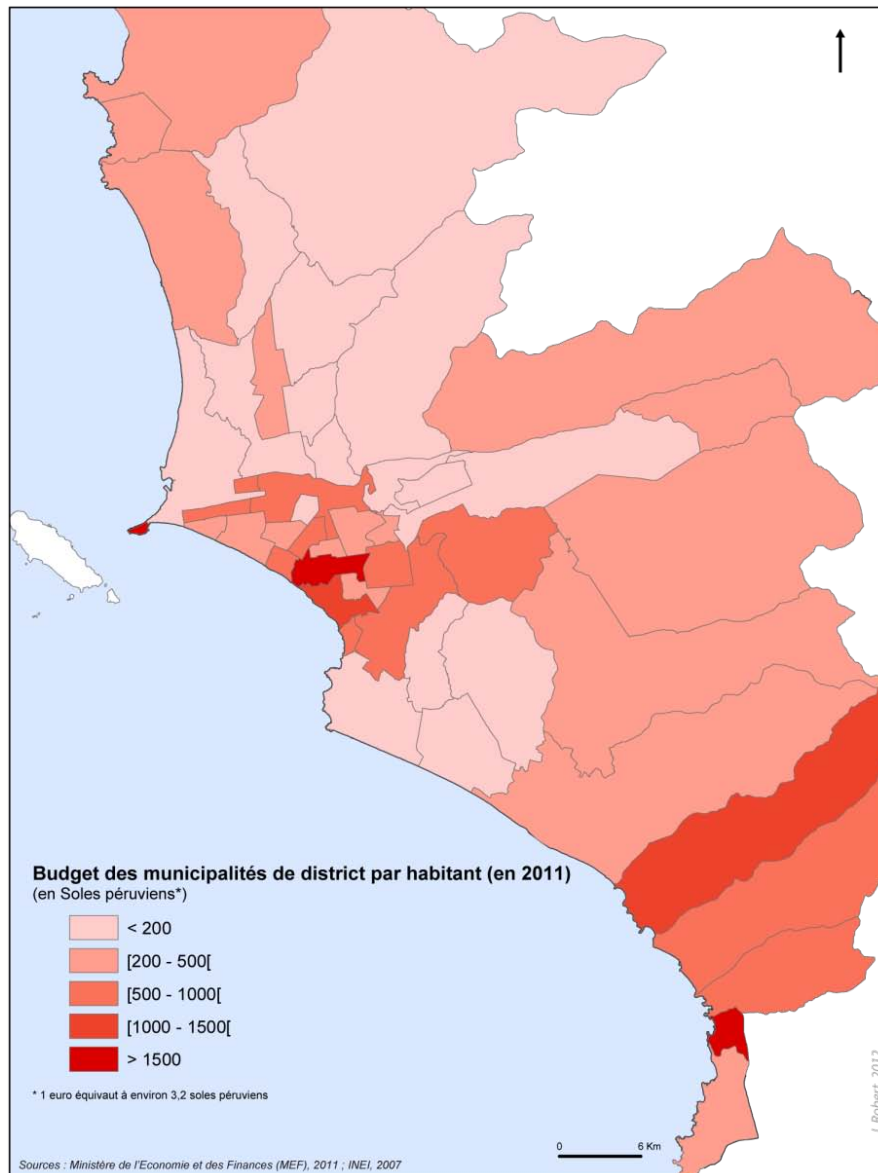 Budget des municipalités de district par habitant (en 2011)
(en Soles péruviens*)
< 200
[200 - 500[
[500 - 1000[
[1000 - 1500[
> 1500
* 1 euro équivaut à environ 3,2 soles péruviens
0 6 Km
Sources : Ministère de l'Economie et des Finances (MEF), 2011 ; INEI, 2007
J. Robert, 2012